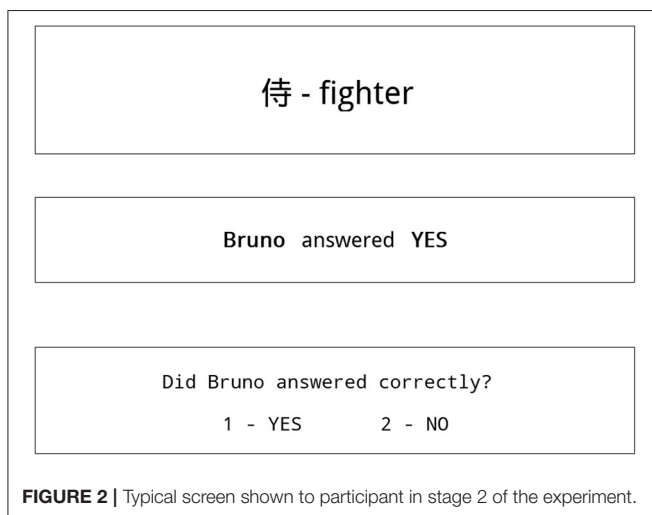 侍 - fighter
Bruno answered YES
Did Bruno answered correctly?
1 - YES 2 - NO
FIGURE 2 | Typical screen shown to participant in stage 2 of the experiment.